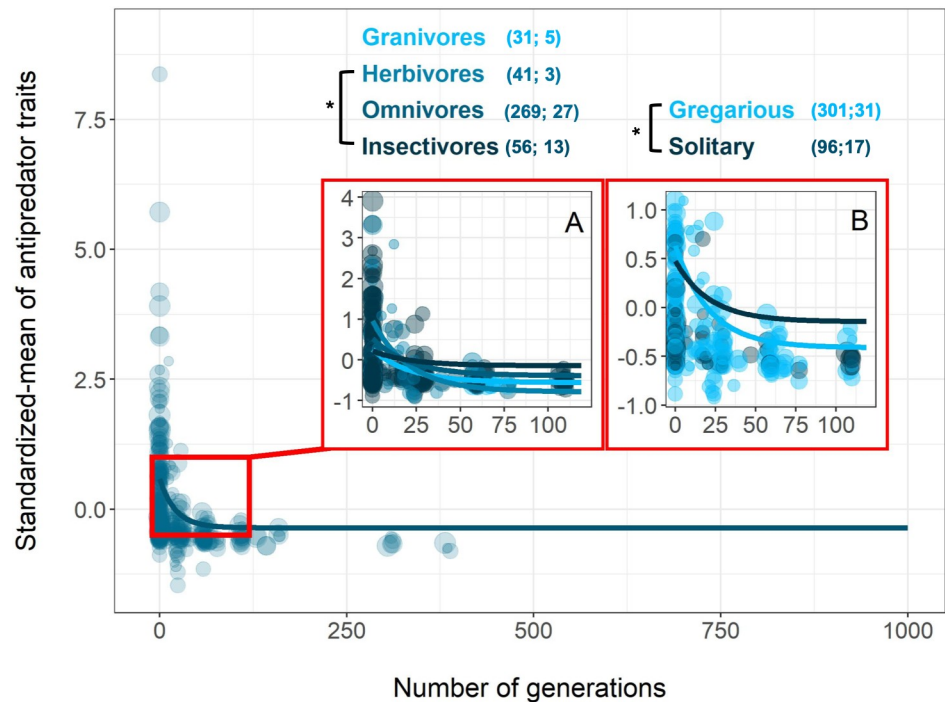 Granivores (31; 5)
Herbivores (41; 3)
*
Omnivores (269; 27)
Insectivores (56; 13)
Gregarious (301;31)
*
Solitary (96;17)
Standardized-mean of antipredator traits
7.5
5.0
2.5
0.0
A
4
3
2
1
0
-1
0 25 50 75 100
B
1.0
0.5
0.0
-0.5
-1.0
0 25 50 75 100
0 250 500 750 1000
Number of generations